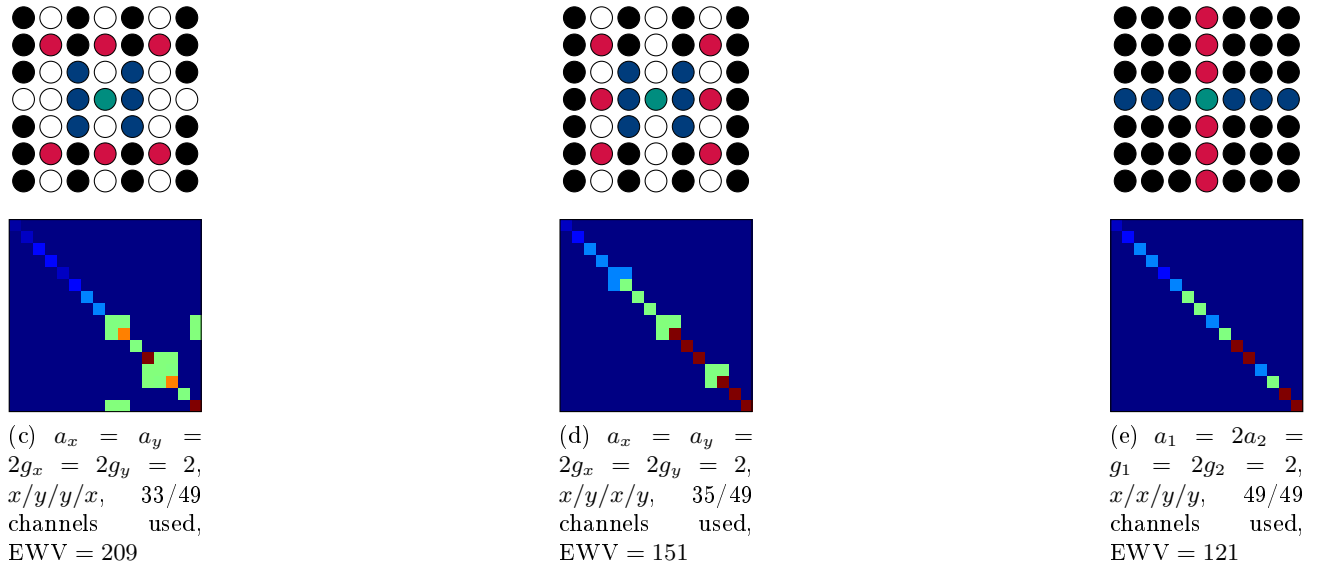 (c) a_x = a_y =
2g_x = 2g_y = 2,
x/y/y/x, 33/49
channels used,
EWV = 209
(d) a_x = a_y =
2g_x = 2g_y = 2,
x/y/x/y, 35/49
channels used,
EWV = 151
(e) a_1 = 2a_2 =
g_1 = 2g_2 = 2,
x/x/y/y, 49/49
channels used,
EWV = 121